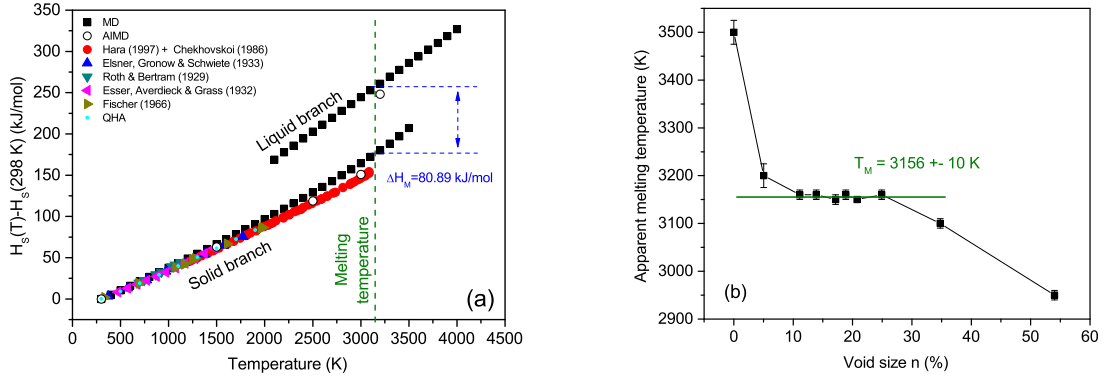 350
300
250
200
150
100
50
0
H_S(T)-H_S(298 K) (kJ/mol)
MD
AIMD
Hara (1997) + Chekhovskoi (1986)
Elsner, Gronow & Schwiete (1933)
Roth & Bertram (1929)
Esser, Averdieck & Grass (1932)
Fischer (1966)
QHA
Liquid branch
Solid branch
ΔH_M=80.89 kJ/mol
Melting
temperature
(a)
0 500 1000 1500 2000 2500 3000 3500 4000 4500
Temperature (K)
3500
3400
3300
3200
3100
3000
2900
Apparent melting temperature (K)
T_M = 3156 +- 10 K
(b)
0 10 20 30 40 50 60
Void size n (%)